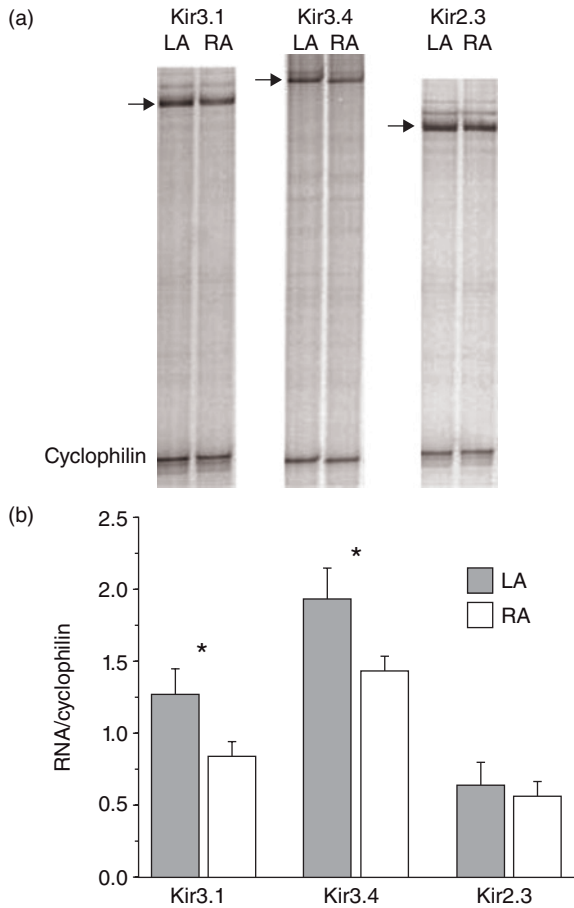 (a)
Kir3.1 Kir3.4 Kir2.3
LA RA LA RA LA RA
Cyclophilin
(b)
2.5
2.0
1.5
1.0
0.5
0.0
RNA/cyclophilin
*
*
LA
RA
Kir3.1 Kir3.4 Kir2.3